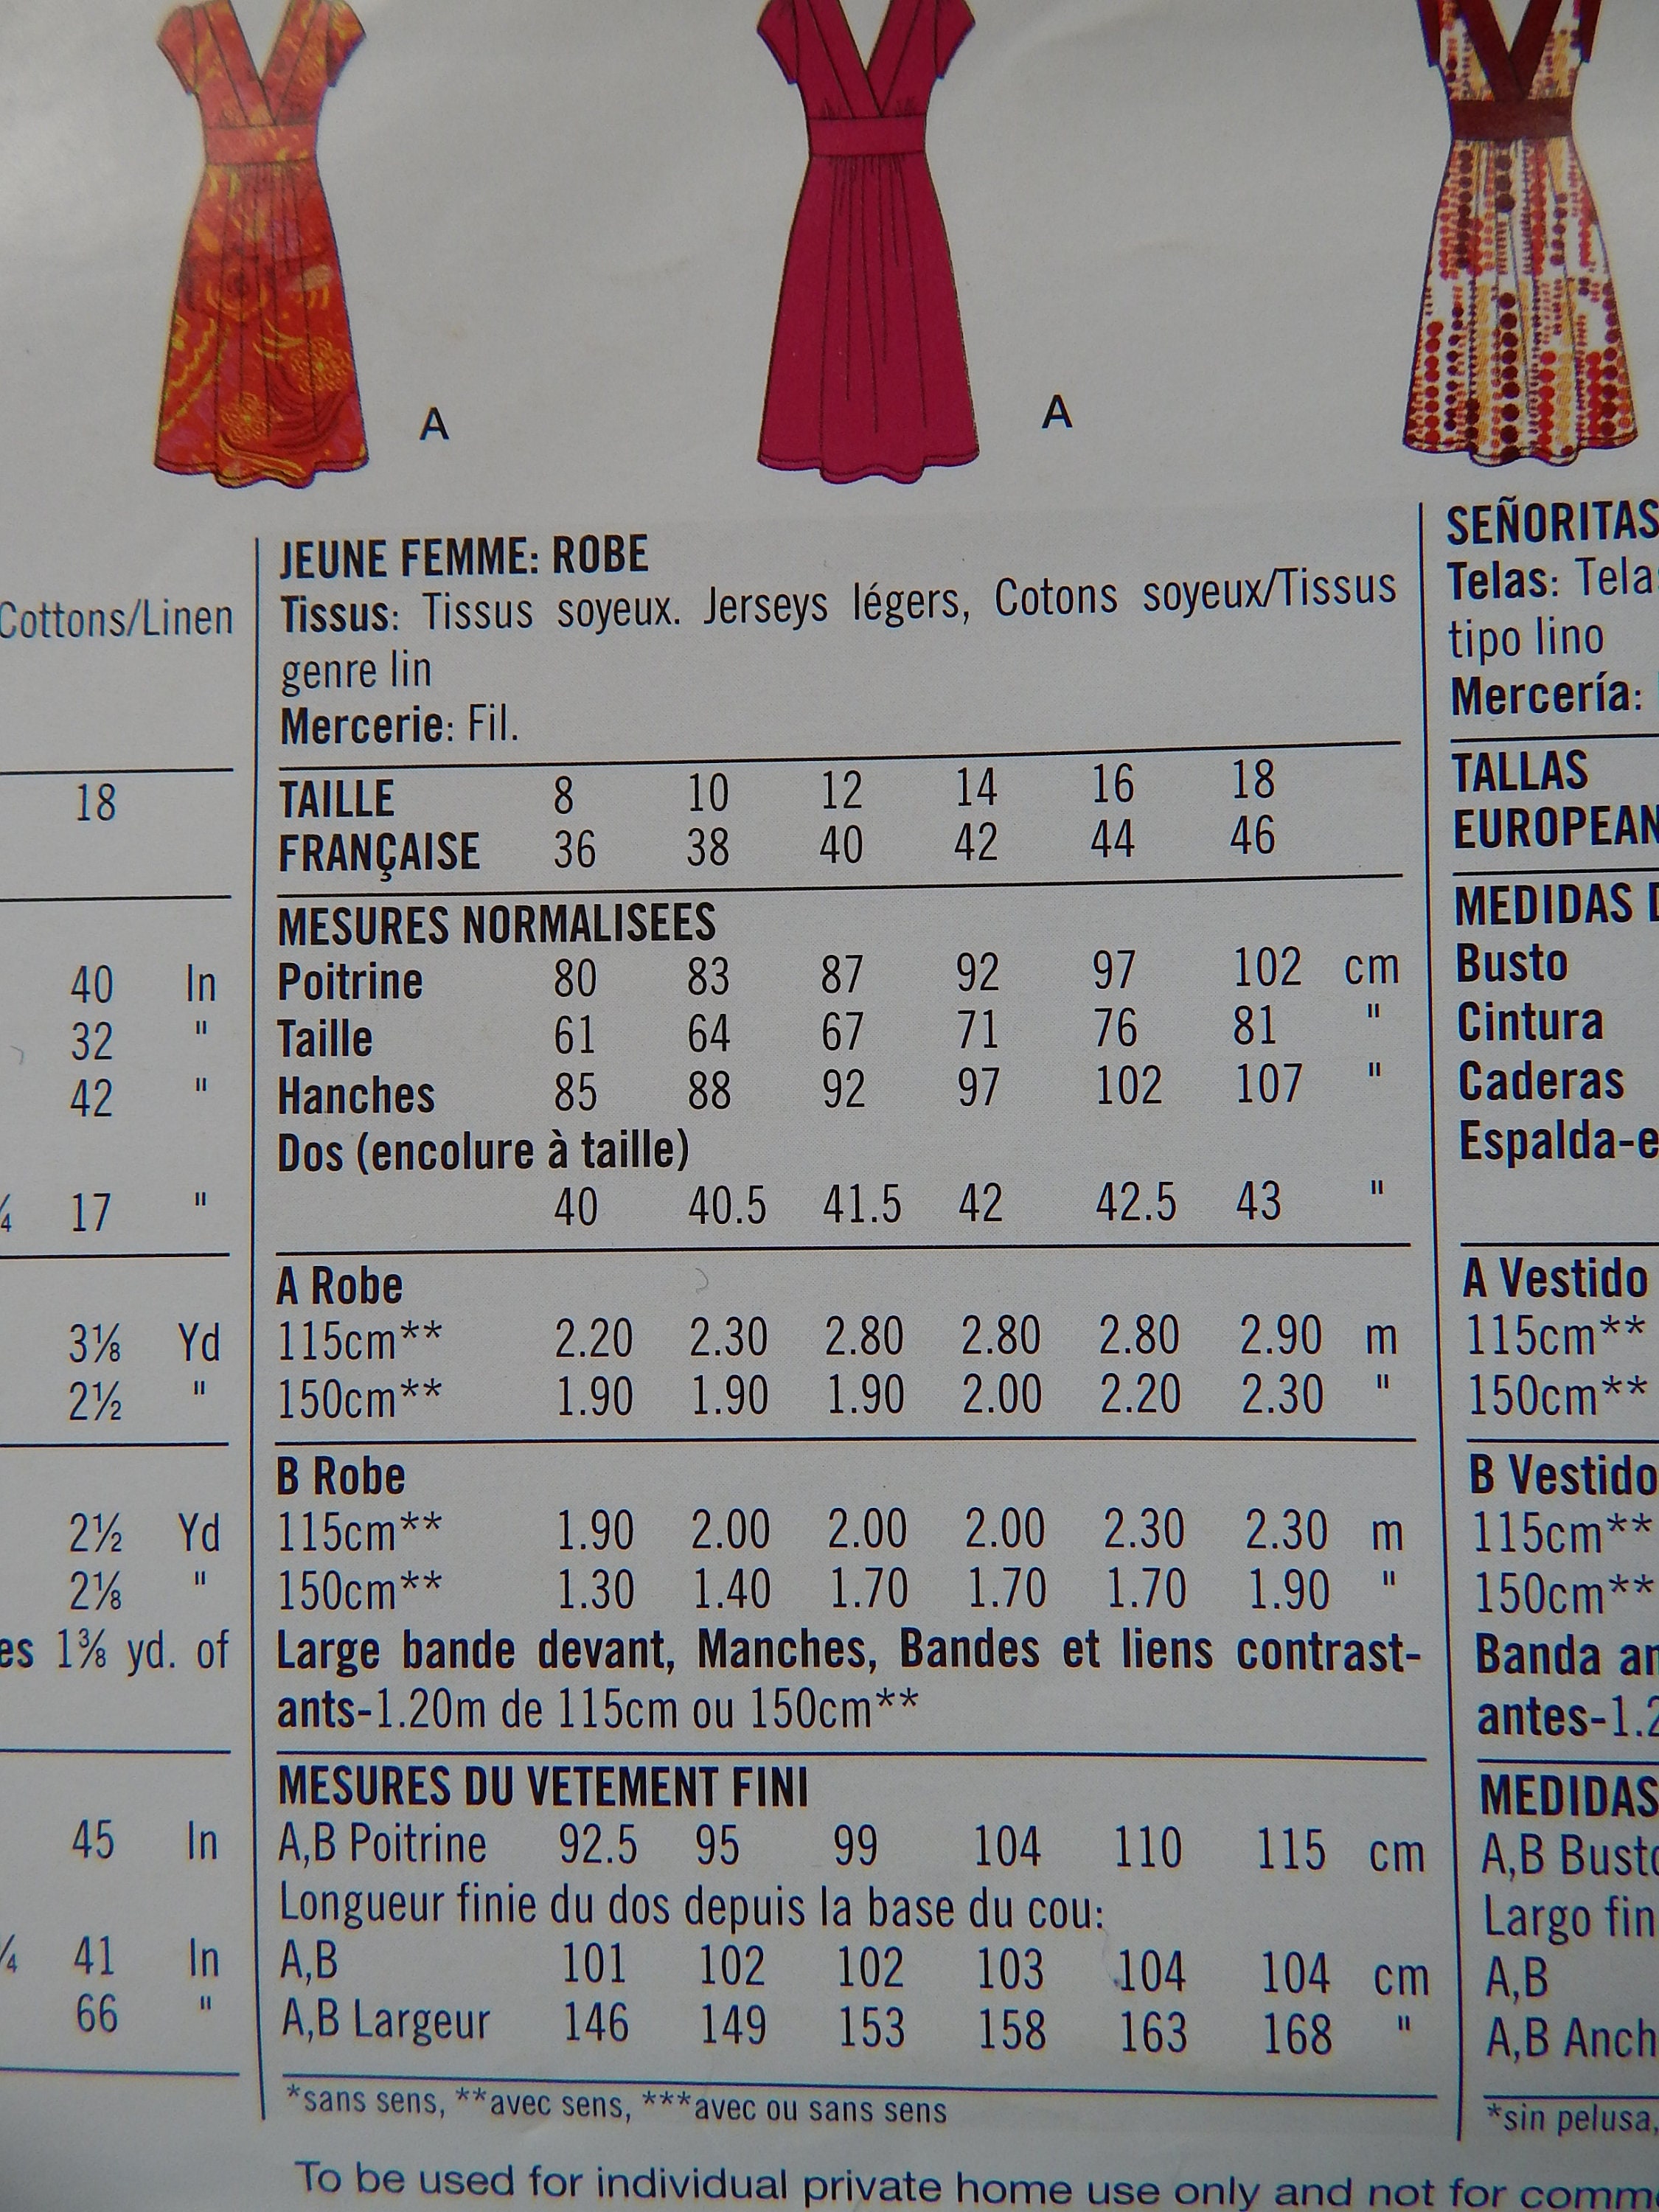 A
A
Cottons/Linen
18
40 In
32 "
42 "
17 "
3⅛ Yd
2½ "
2½ Yd
2⅛ "
1⅜ yd. of
45 In
41 In
66 "
JEUNE FEMME: ROBE
Tissus: Tissus soyeux. Jerseys légers, Cotons soyeux/Tissus
genre lin
Mercerie: Fil.
TAILLE 8 10 12 14 16 18
FRANÇAISE 36 38 40 42 44 46
MESURES NORMALISEES
Poitrine 80 83 87 92 97 102 cm
Taille 61 64 67 71 76 81 "
Hanches 85 88 92 97 102 107 "
Dos (encolure à taille)
40 40.5 41.5 42 42.5 43 "
A Robe
115cm** 2.20 2.30 2.80 2.80 2.80 2.90 m
150cm** 1.90 1.90 1.90 2.00 2.20 2.30 "
B Robe
115cm** 1.90 2.00 2.00 2.00 2.30 2.30 m
150cm** 1.30 1.40 1.70 1.70 1.70 1.90 "
Large bande devant, Manches, Bandes et liens contrast-
ants-1.20m de 115cm ou 150cm**
MESURES DU VETEMENT FINI
A,B Poitrine 92.5 95 99 104 110 115 cm
Longueur finie du dos depuis la base du cou:
A,B 101 102 102 103 104 104 cm
A,B Largeur 146 149 153 158 163 168 "
*sans sens, **avec sens, ***avec ou sans sens
SEÑORITAS
Telas:
tipo lino
Mercería:
TALLAS
EUROPEAN
MEDIDAS
Busto
Cintura
Caderas
Espalda-e
A Vestido
115cm**
150cm**
B Vestido
115cm**
150cm**
Banda
antes-1.2
MEDIDAS
A,B Busto
Largo
A,B
A,B
*sin pelusa,
To be used for individual private home use only and not for